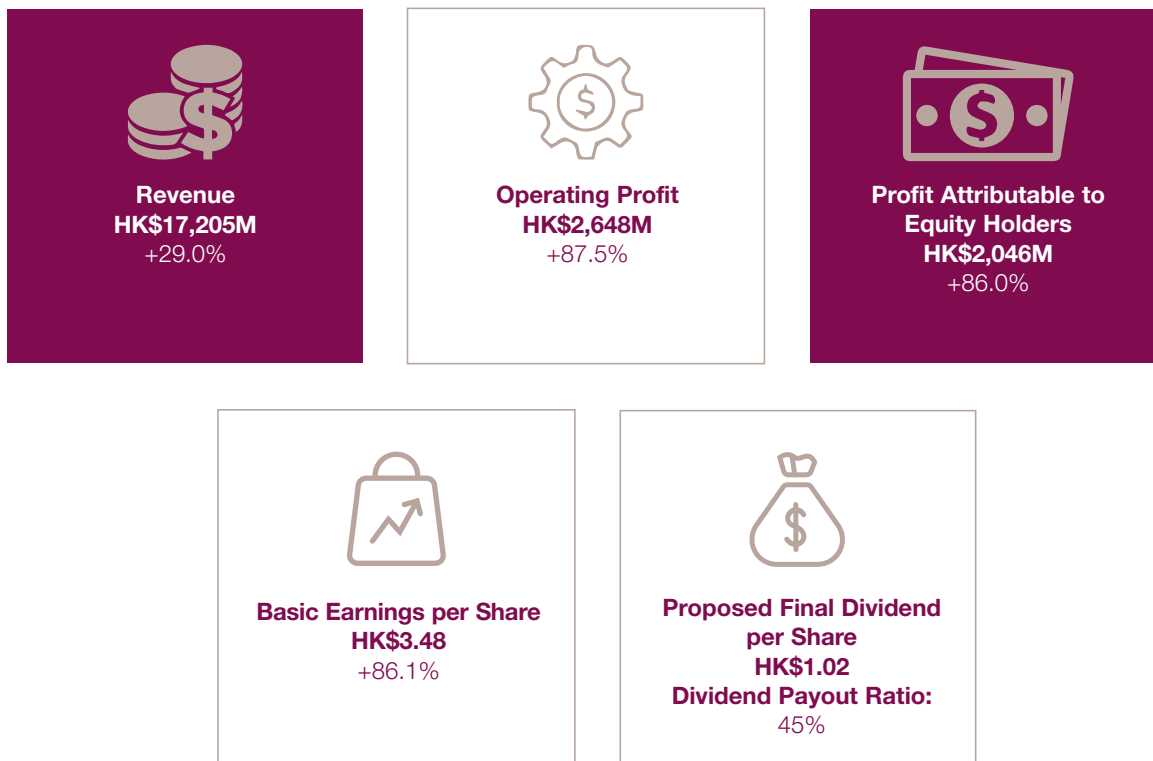 Revenue
HK$17,205M
+29.0%
Operating Profit
HK$2,648M
+87.5%
Profit Attributable to
Equity Holders
HK$2,046M
+86.0%
Basic Earnings per Share
HK$3.48
+86.1%
Proposed Final Dividend
per Share
HK$1.02
Dividend Payout Ratio:
45%